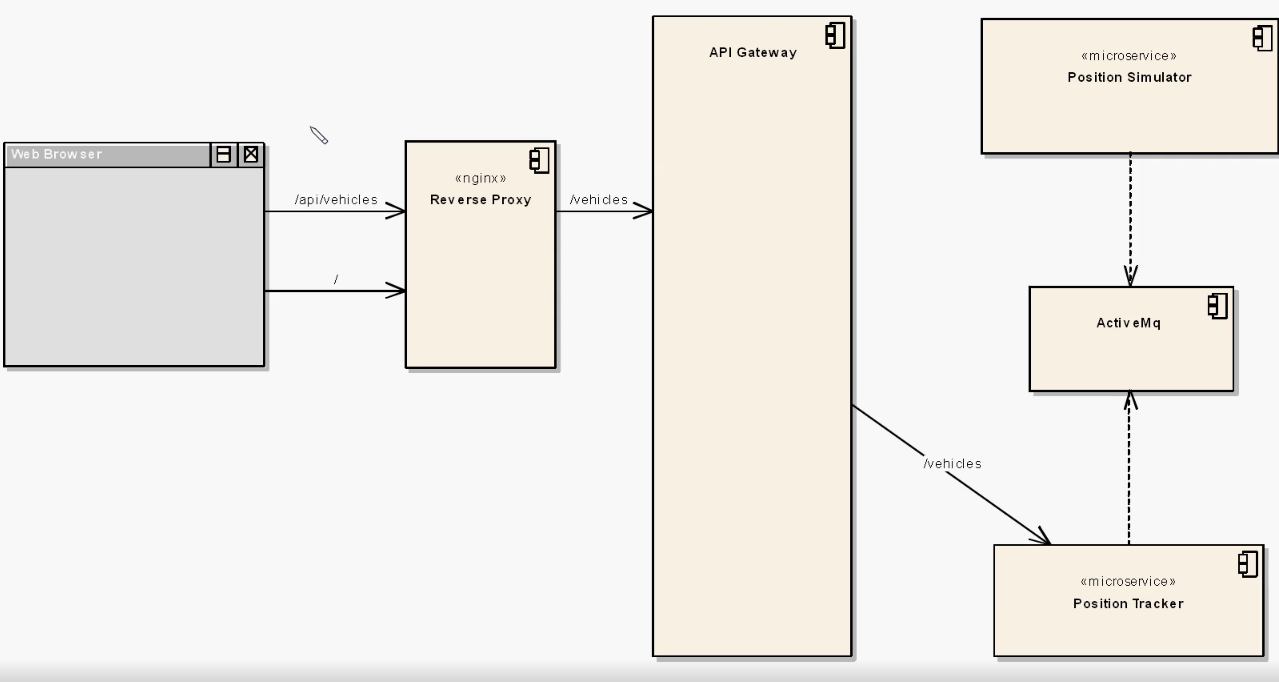 Web Browser
/api/vehicles
/
«nginx»
Reverse Proxy
/vehicles
API Gateway
/vehicles
«microservice»
Position Simulator
ActiveMq
«microservice»
Position Tracker